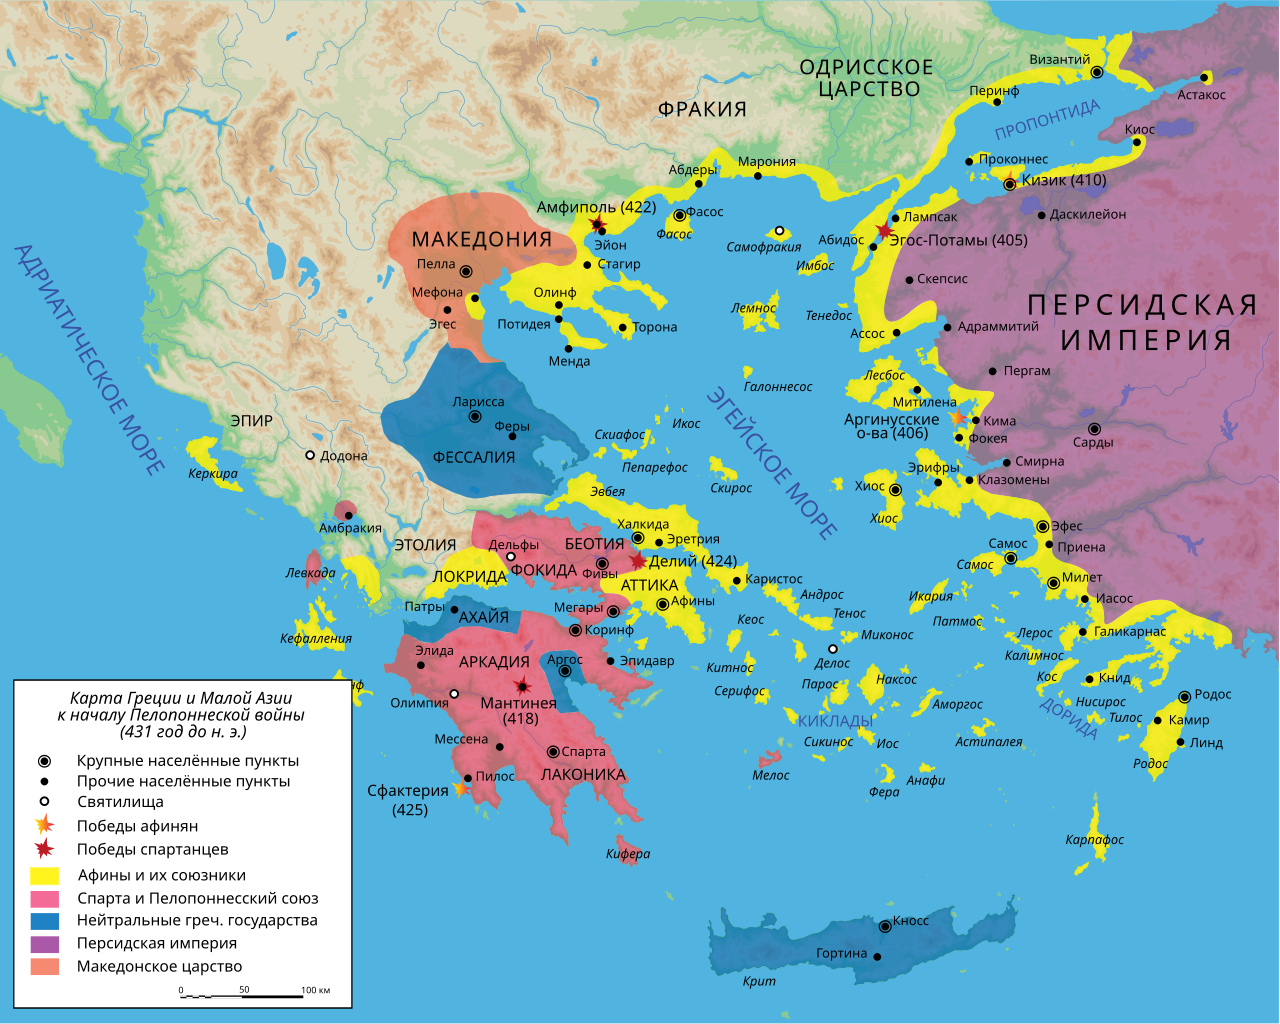 ОДРИССКОЕ
ЦАРСТВО
ФРАКИЯ
Византий
Перинф
Астакос
ПРОПОНТИДА
Киос
Проконнес
Кизик (410)
Абдеры
Марония
Амфиполь (422)
Фасос
Фасос
Эйон
Самофракия
Имбос
Лампсак
Даскилейон
Абидос
Эгос-Потамы (405)
МАКЕДОНИЯ
Пелла
Стагир
Мефона
Олинф
Эгес
Потидея
Торона
Менда
Лемнос
Тенедос
Скепсис
ПЕРСИДСКАЯ
ИМПЕРИЯ
Ассос
Адраммитий
АДРИАТИЧЕСКОЕ МОРЕ
Пергам
Лесбос
Митилена
Галоннесос
ЭГЕЙСКОЕ МОРЕ
Аргинусские
о-ва (406)
Кима
Фокея
Сарды
Ларисса
Феры
ФЕССАЛИЯ
ЭПИР
Додона
Керкира
Икос
Скиафос
Пепарефос
Скирос
Смирна
Эрифры
Клазомены
Хиос
Хиос
Эвбея
Амбракия
Халкида
Эретрия
Эфес
ЭТОЛИЯ
Дельфы
БЕОТИЯ
Самос
Приена
Левкада
ЛОКРИДА
ФОКИДА
Фивы
Делий (424)
Самос
АТТИКА
Каристос
Милет
Патры
АХАЙЯ
Мегары
Афины
Андрос
Икария
Иасос
Кефалления
Коринф
Кеос
Тенос
Патмос
Миконос
Лерос
Галикарнас
Элида
АРКАДИЯ
Аргос
Эпидавр
Китнос
Делос
Калимнос
Олимпия
Мантинея
(418)
Серифос
Парос
Наксос
Кос
Книд
Родос
Аморгос
Нисирос
Тилос
Камир
КИКЛАДЫ
ДОРИДА
Мессена
Спарта
Сикинос
Иос
Астипалея
Линд
Пилос
ЛАКОНИКА
Мелос
Фера
Анафи
Родос
Сфактерия
(425)
Кифера
Карпафос
Кносс
Гортина
Крит
Карта Греции и Малой Азии
к началу Пелопоннеской войны
(431 год до н. э.)
Крупные населённые пункты
Прочие населённые пункты
Святилища
Победы афинян
Победы спартанцев
Афины и их союзники
Спарта и Пелопоннесский союз
Нейтральные греч. государства
Персидская империя
Македонское царство
0 50 100 км